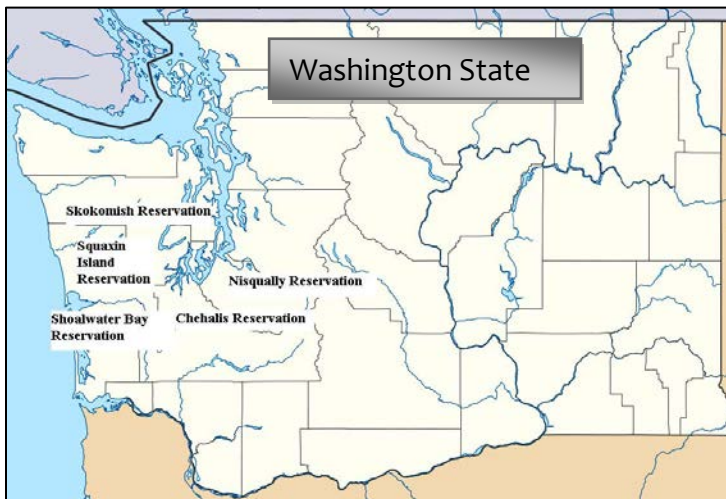 Washington State
Skokomish Reservation
Squaxin
Island
Reservation
Nisqually Reservation
Shoalwater Bay
Reservation
Chehalis Reservation